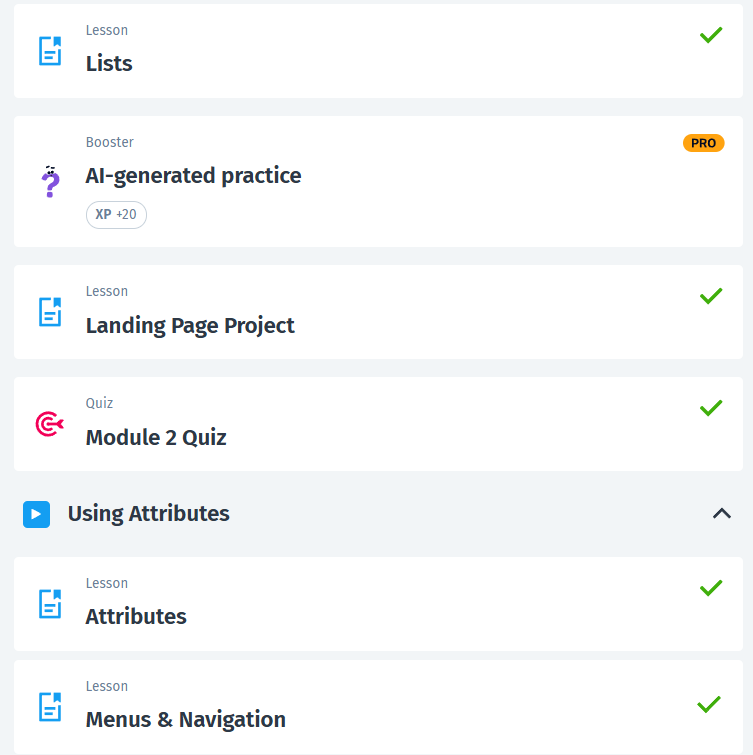 Lesson
Lists
Booster
PRO
AI-generated practice
XP +20
Lesson
Landing Page Project
Quiz
Module 2 Quiz
Using Attributes
Lesson
Attributes
Lesson
Menus & Navigation